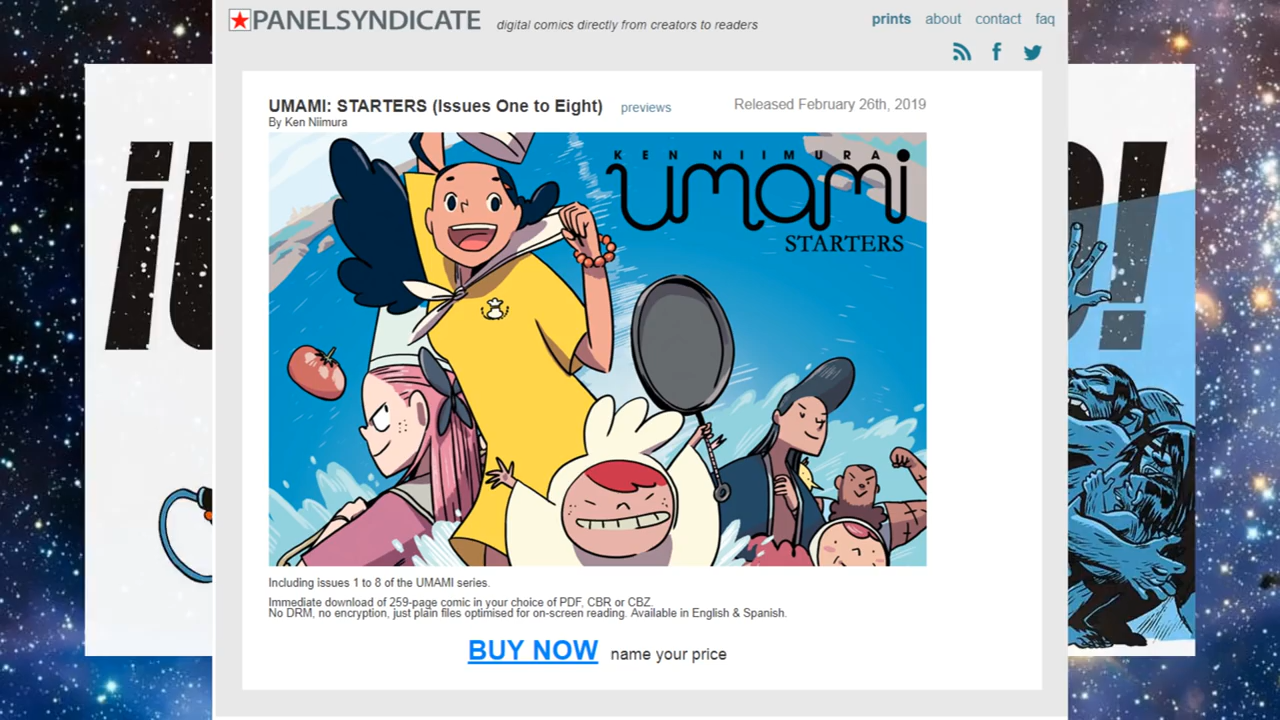 PANELSYNDICATE digital comics directly from creators to readers
prints about contact faq
UMAMI: STARTERS (Issues One to Eight) previews Released February 26th, 2019
By Ken Niimura
KEN NIIMURA
umami
STARTERS
Including issues 1 to 8 of the UMAMI series.
Immediate download of 259-page comic in your choice of PDF, CBR or CBZ.
No DRM, no encryption, just plain files optimised for on-screen reading. Available in English & Spanish.
BUY NOW name your price